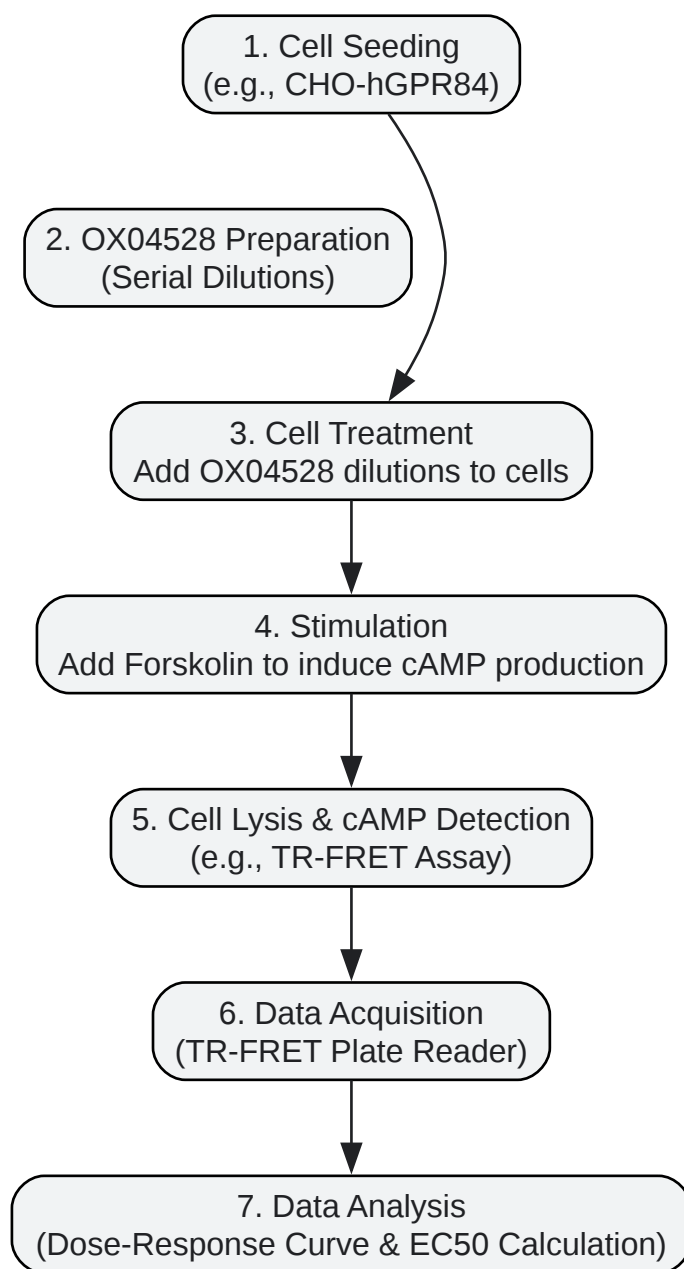 1. Cell Seeding
(e.g., CHO-hGPR84)
2. OX04528 Preparation
(Serial Dilutions)
3. Cell Treatment
Add OX04528 dilutions to cells
4. Stimulation
Add Forskolin to induce cAMP production
5. Cell Lysis & cAMP Detection
(e.g., TR-FRET Assay)
6. Data Acquisition
(TR-FRET Plate Reader)
7. Data Analysis
(Dose-Response Curve & EC50 Calculation)